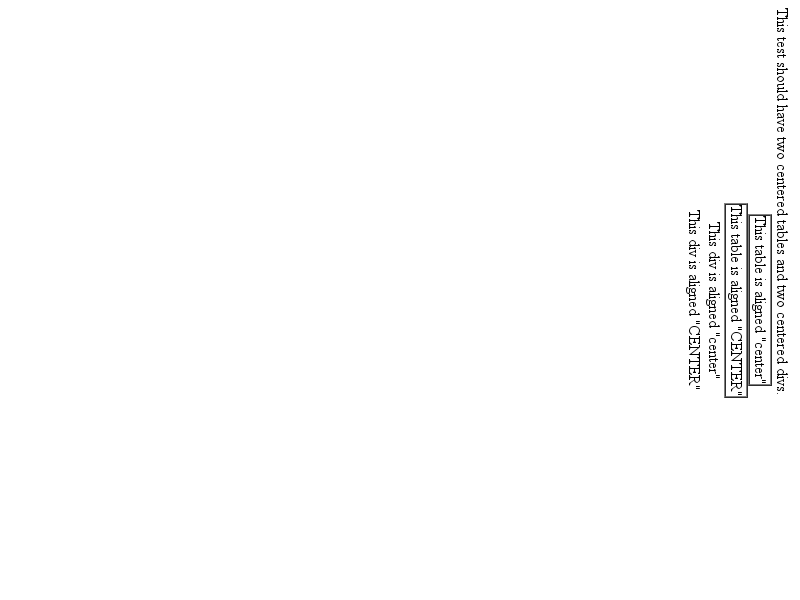 This test should have two centered tables and two centered divs.
This table is aligned "center"
This table is aligned "CENTER"
This div is aligned "center"
This div is aligned "CENTER"